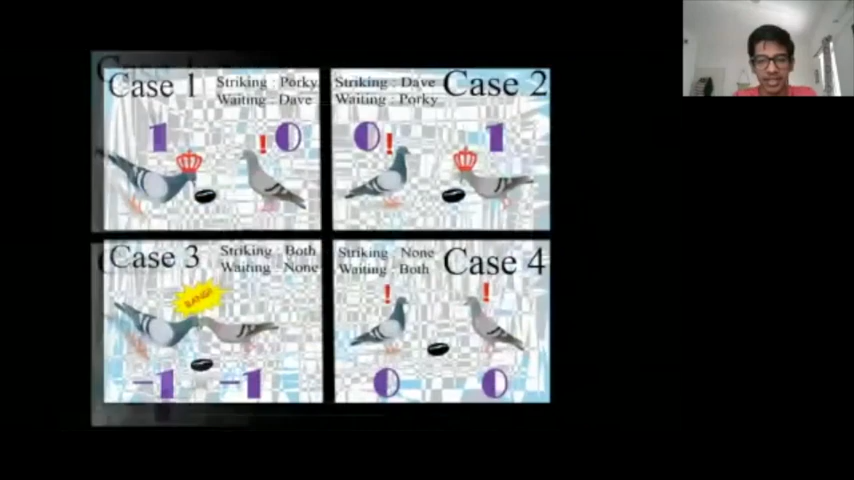 Case 1
Striking : Porky
Waiting : Dave
1 ! 0
Striking : Dave
Waiting : Porky
Case 2
0 ! 1
Case 3
Striking : Both
Waiting : None
BANG!
-1 -1
Striking : None
Waiting : Both
Case 4
! !
0 0